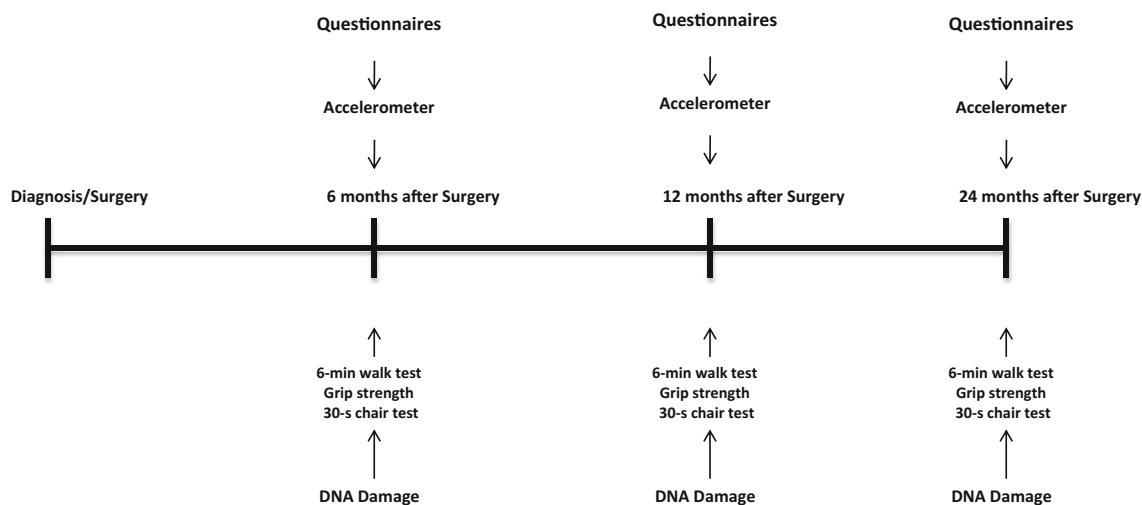 Questionnaires Questionnaires Questionnaires
Accelerometer Accelerometer Accelerometer
Diagnosis/Surgery 6 months after Surgery 12 months after Surgery 24 months after Surgery
6-min walk test 6-min walk test 6-min walk test
Grip strength Grip strength Grip strength
30-s chair test 30-s chair test 30-s chair test
DNA Damage DNA Damage DNA Damage